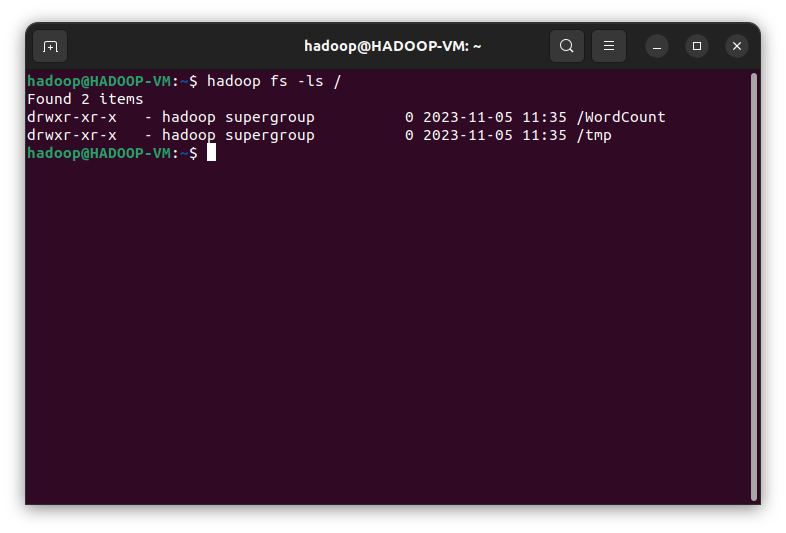 hadoop@HADOOP-VM: ~
hadoop@HADOOP-VM:~$ hadoop fs -ls /
Found 2 items
drwxr-xr-x   - hadoop supergroup          0 2023-11-05 11:35 /WordCount
drwxr-xr-x   - hadoop supergroup          0 2023-11-05 11:35 /tmp
hadoop@HADOOP-VM:~$